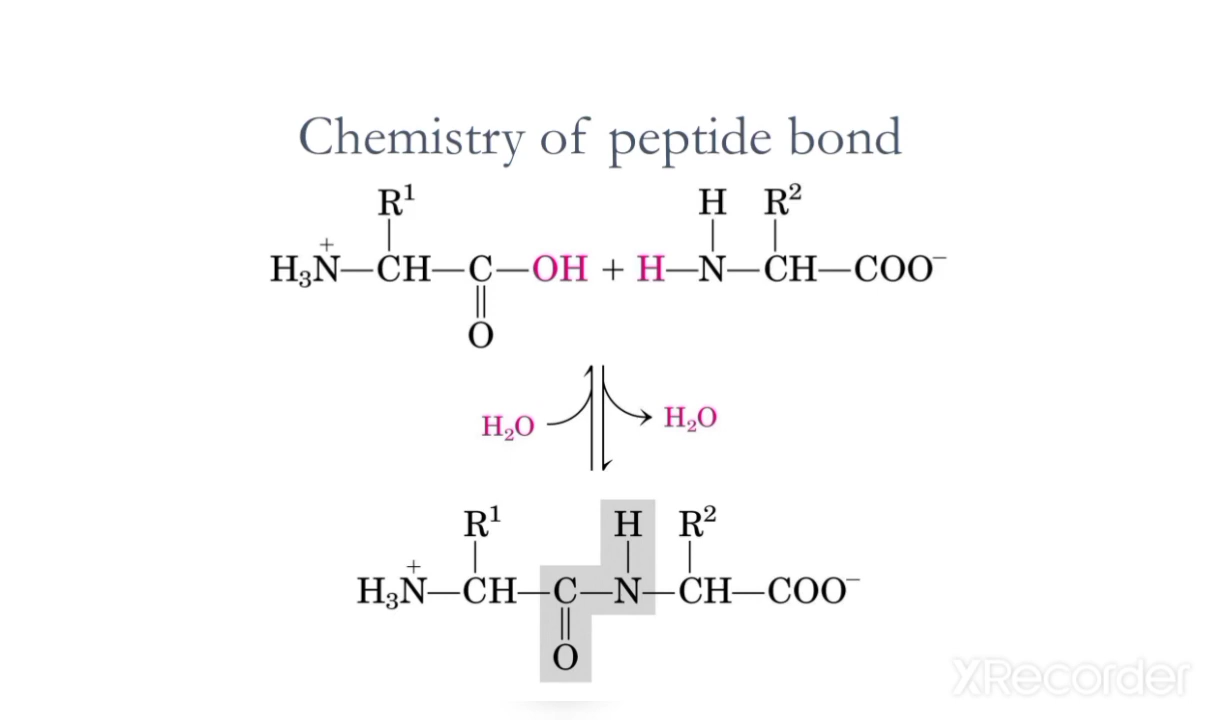 Chemistry of peptide bond
R¹ H R²
H₃N⁺—CH—C—OH + H—N—CH—COO⁻
O
H₂O H₂O
R¹ H R²
H₃N⁺—CH—C—N—CH—COO⁻
O
XRecorder